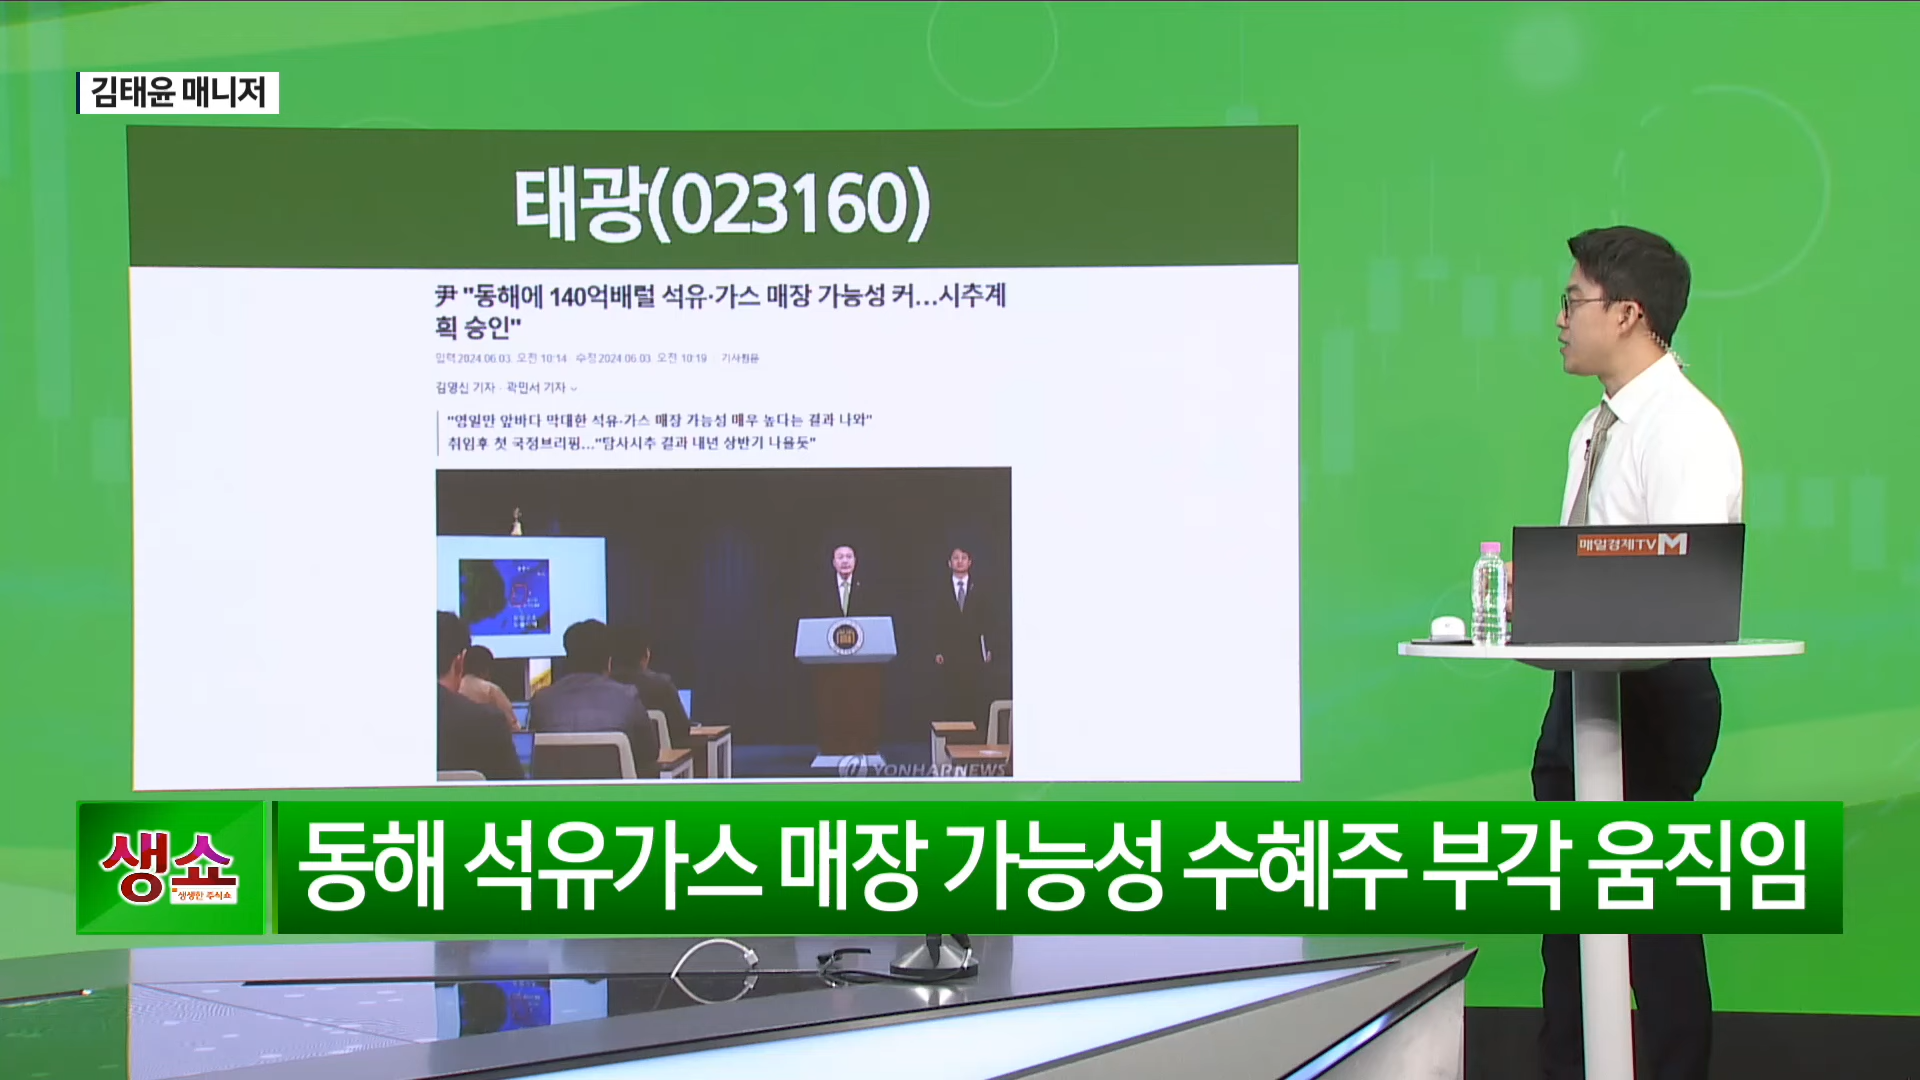 김태윤 매니저
태광(023160)
尹 "동해에 140억배럴 석유·가스 매장 가능성 커...시추계
획 승인"
입력 2024.06.03. 오전 10:14 수정 2024.06.03. 오전 10:19 기사원문
김영신 기자 · 곽민서 기자
"영일만 앞바다 막대한 석유·가스 매장 가능성 매우 높다는 결과 나와"
취임후 첫 국정브리핑..."탐사시추 결과 내년 상반기 나올듯"
YONHAP NEWS
매일경제TV M
생쇼
생생한 주식쇼
동해 석유가스 매장 가능성 수혜주 부각 움직임